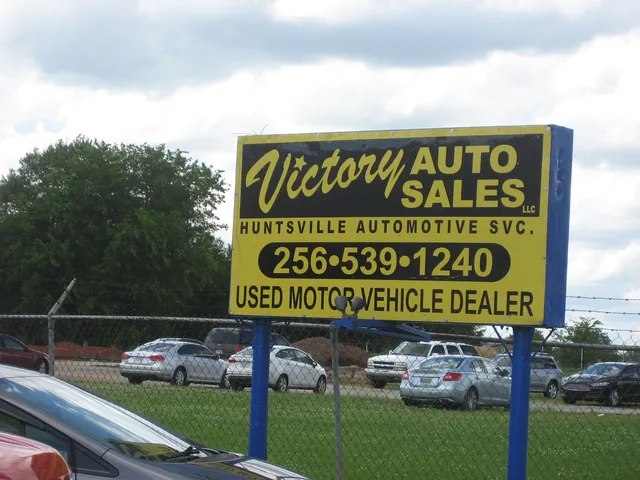 Victory AUTO
SALES LLC
HUNTSVILLE AUTOMOTIVE SVC.
256•539•1240
USED MOTOR VEHICLE DEALER